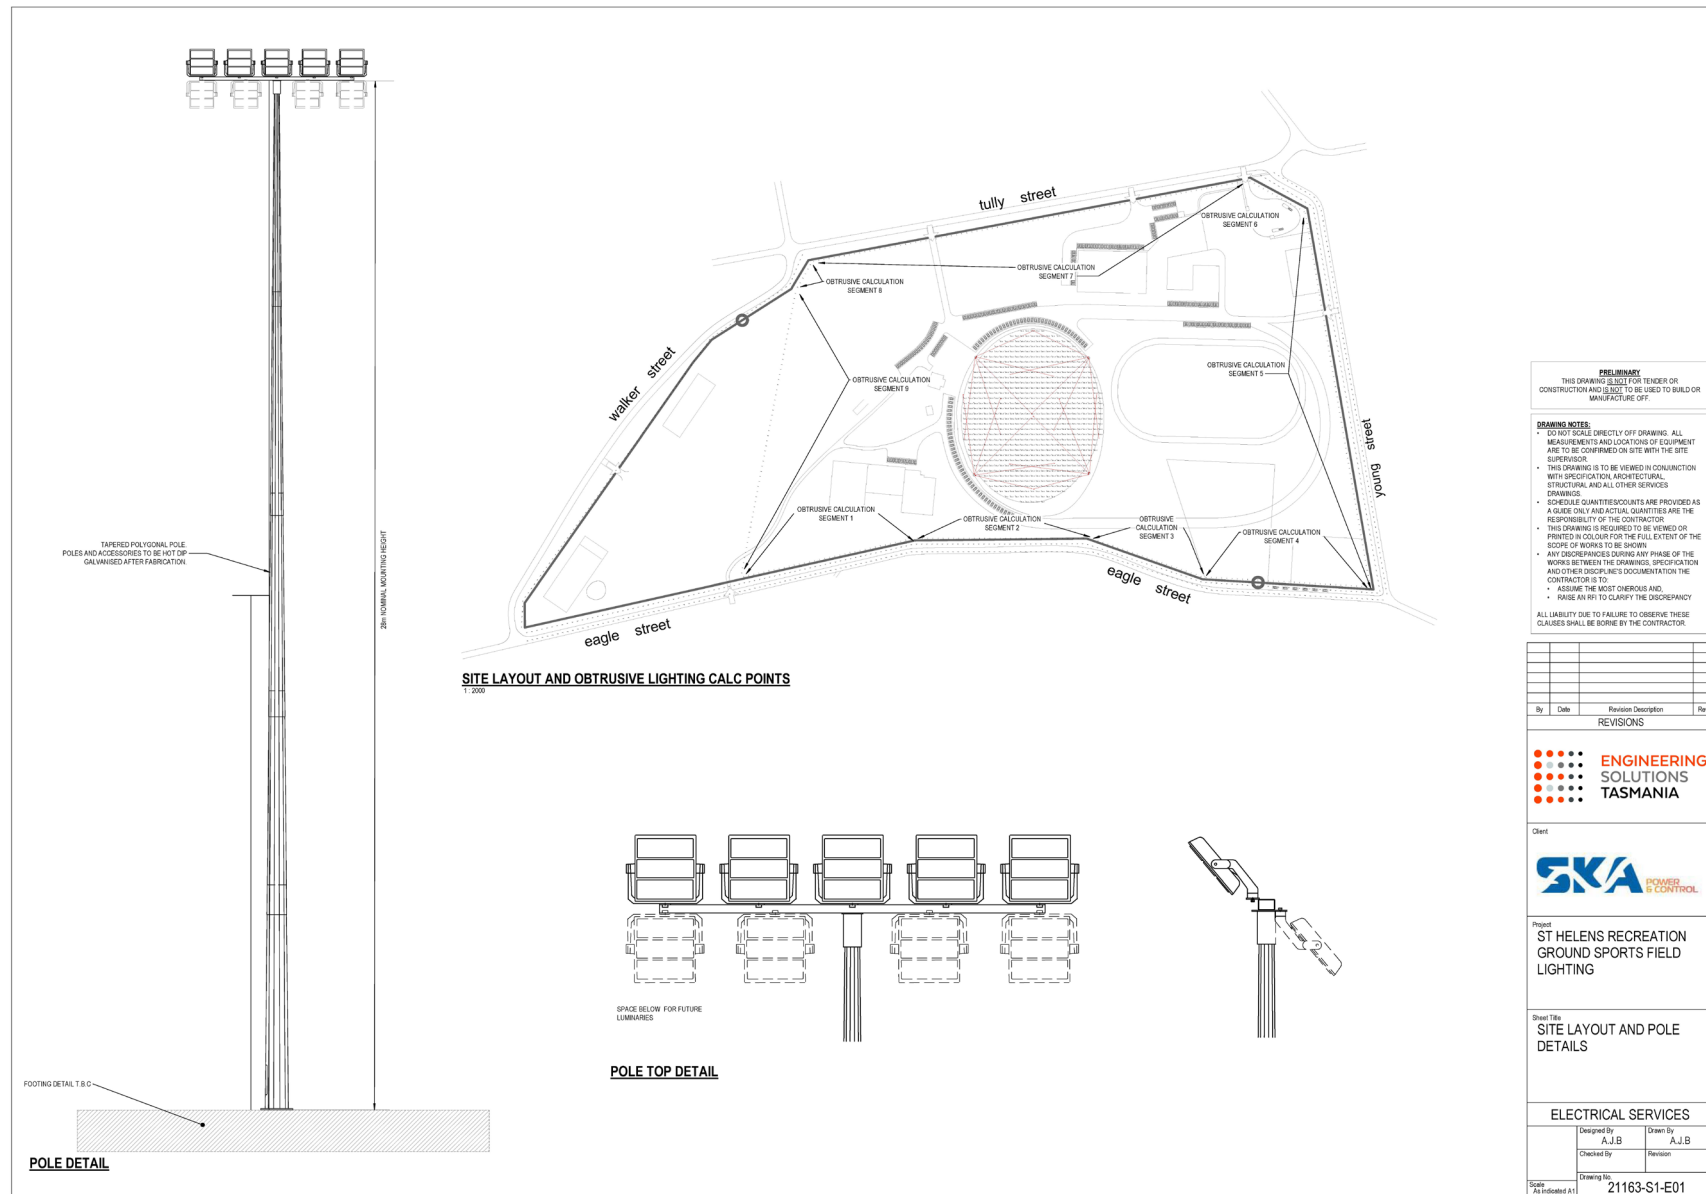 TAPERED POLYGONAL POLE.
POLES AND ACCESSORIES TO BE HOT DIP
GALVANISED AFTER FABRICATION.
28m NOMINAL MOUNTING HEIGHT
FOOTING DETAIL T.B.C
POLE DETAIL
tully street
walker street
eagle street
eagle street
young street
OBTRUSIVE CALCULATION
SEGMENT 6
OBTRUSIVE CALCULATION
SEGMENT 7
OBTRUSIVE CALCULATION
SEGMENT 8
OBTRUSIVE CALCULATION
SEGMENT 5
OBTRUSIVE CALCULATION
SEGMENT 9
OBTRUSIVE CALCULATION
SEGMENT 1
OBTRUSIVE CALCULATION
SEGMENT 2
OBTRUSIVE
CALCULATION
SEGMENT 3
OBTRUSIVE CALCULATION
SEGMENT 4
SITE LAYOUT AND OBTRUSIVE LIGHTING CALC POINTS
1 : 2000
SPACE BELOW FOR FUTURE
LUMINARIES
POLE TOP DETAIL
PRELIMINARY
THIS DRAWING IS NOT FOR TENDER OR
CONSTRUCTION AND IS NOT TO BE USED TO BUILD OR
MANUFACTURE OFF.
DRAWING NOTES:
• DO NOT SCALE DIRECTLY OFF DRAWING. ALL
MEASUREMENTS AND LOCATIONS OF EQUIPMENT
ARE TO BE CONFIRMED ON SITE WITH THE SITE
SUPERVISOR.
• THIS DRAWING IS TO BE VIEWED IN CONJUNCTION
WITH SPECIFICATION, ARCHITECTURAL,
STRUCTURAL AND ALL OTHER SERVICES
DRAWINGS.
• SCHEDULE QUANTITIES/COUNTS ARE PROVIDED AS
A GUIDE ONLY AND ACTUAL QUANTITIES ARE THE
RESPONSIBILITY OF THE CONTRACTOR
• THIS DRAWING IS REQUIRED TO BE VIEWED OR
PRINTED IN COLOUR FOR THE FULL EXTENT OF THE
SCOPE OF WORKS TO BE SHOWN
• ANY DISCREPANCIES DURING ANY PHASE OF THE
WORKS BETWEEN THE DRAWINGS, SPECIFICATION
AND OTHER DISCIPLINE'S DOCUMENTATION THE
CONTRACTOR IS TO:
• ASSUME THE MOST ONEROUS AND,
• RAISE AN RFI TO CLARIFY THE DISCREPANCY
ALL LIABILITY DUE TO FAILURE TO OBSERVE THESE
CLAUSES SHALL BE BORNE BY THE CONTRACTOR.
By Date Revision Description Re
REVISIONS
ENGINEERING
SOLUTIONS
TASMANIA
Client
SKA POWER
& CONTROL
Project
ST HELENS RECREATION
GROUND SPORTS FIELD
LIGHTING
Sheet Title
SITE LAYOUT AND POLE
DETAILS
ELECTRICAL SERVICES
Designed By Drawn By
A.J.B A.J.B
Checked By Revision
Drawing No.
21163-S1-E01
Scale
As indicated A1